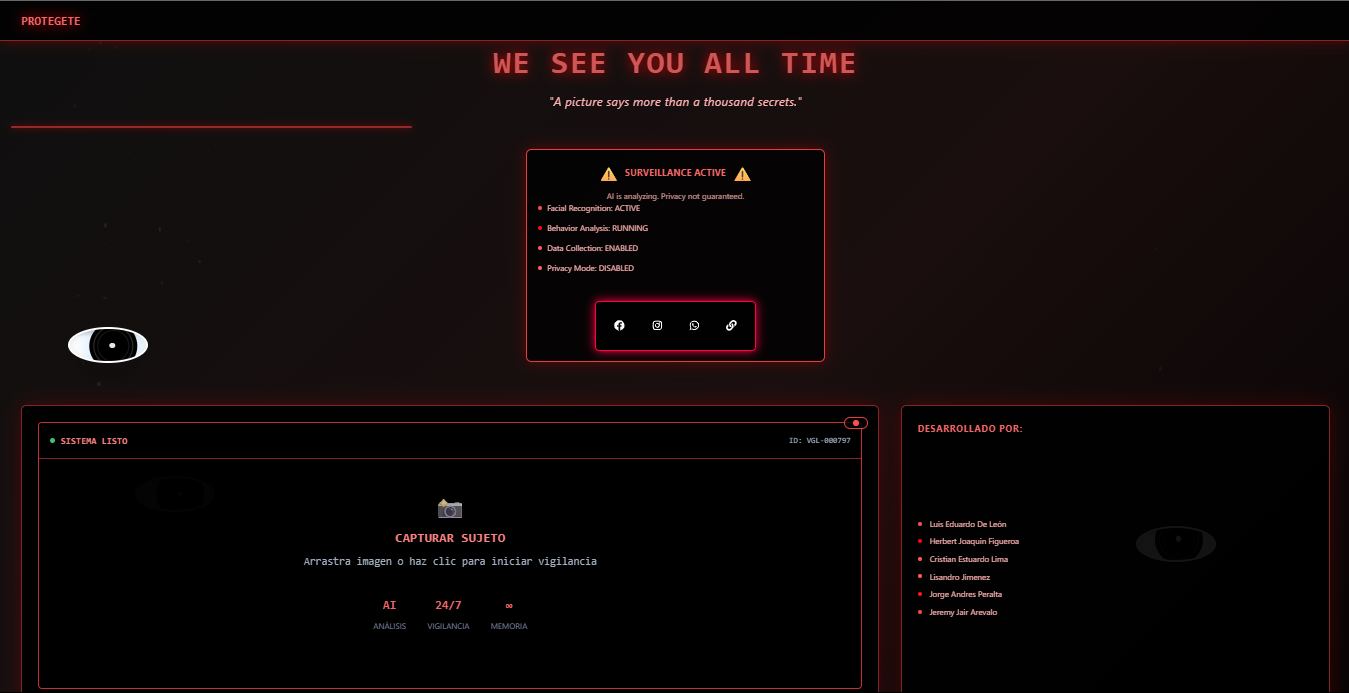 PROTEGETE
WE SEE YOU ALL TIME
"A picture says more than a thousand secrets."
SURVEILLANCE ACTIVE
AI is analyzing. Privacy not guaranteed.
Facial Recognition: ACTIVE
Behavior Analysis: RUNNING
Data Collection: ENABLED
Privacy Mode: DISABLED
SISTEMA LISTO
ID: VGL-000797
CAPTURAR SUJETO
Arrastra imagen o haz clic para iniciar vigilancia
AI 24/7 ∞
ANÁLISIS VIGILANCIA MEMORIA
DESARROLLADO POR:
Luis Eduardo De León
Herbert Joaquin Figueroa
Cristian Estuardo Lima
Lisandro Jimenez
Jorge Andres Peralta
Jeremy Jair Arevalo